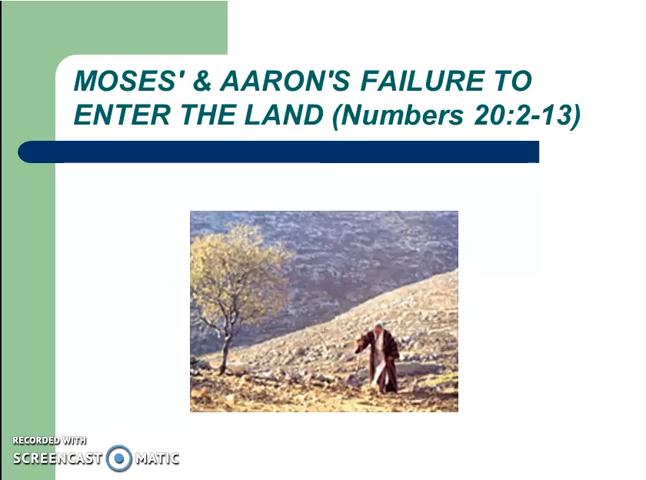 MOSES' & AARON'S FAILURE TO
ENTER THE LAND (Numbers 20:2-13)
RECORDED WITH
SCREENCAST MATIC